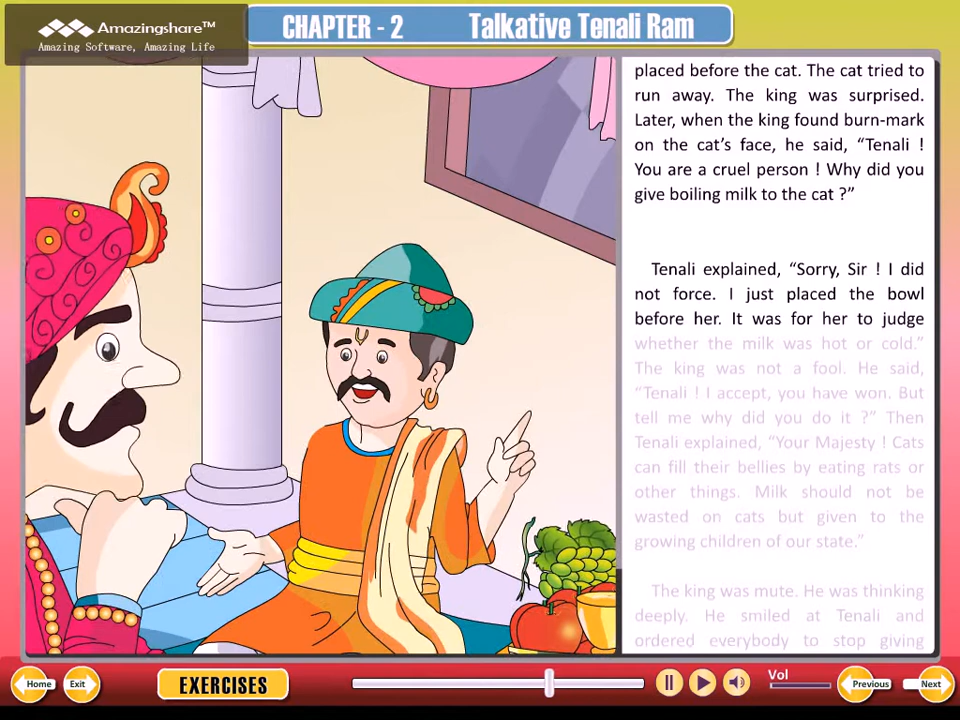 Amazingshare™
Amazing Software, Amazing Life
CHAPTER - 2 Talkative Tenali Ram
placed before the cat. The cat tried to
run away. The king was surprised.
Later, when the king found burn-mark
on the cat's face, he said, “Tenali !
You are a cruel person ! Why did you
give boiling milk to the cat ?”
Tenali explained, “Sorry, Sir ! I did
not force. I just placed the bowl
before her. It was for her to judge
whether the milk was hot or cold.”
The king was not a fool. He said,
“Tenali ! I accept, you have won. But
tell me why did you do it ?” Then
Tenali explained, “Your Majesty ! Cats
can fill their bellies by eating rats or
other things. Milk should not be
wasted on cats but given to the
growing children of our state.”
The king was mute. He was thinking
deeply. He smiled at Tenali and
ordered everybody to stop giving
Home Exit EXERCISES Vol Previous Next